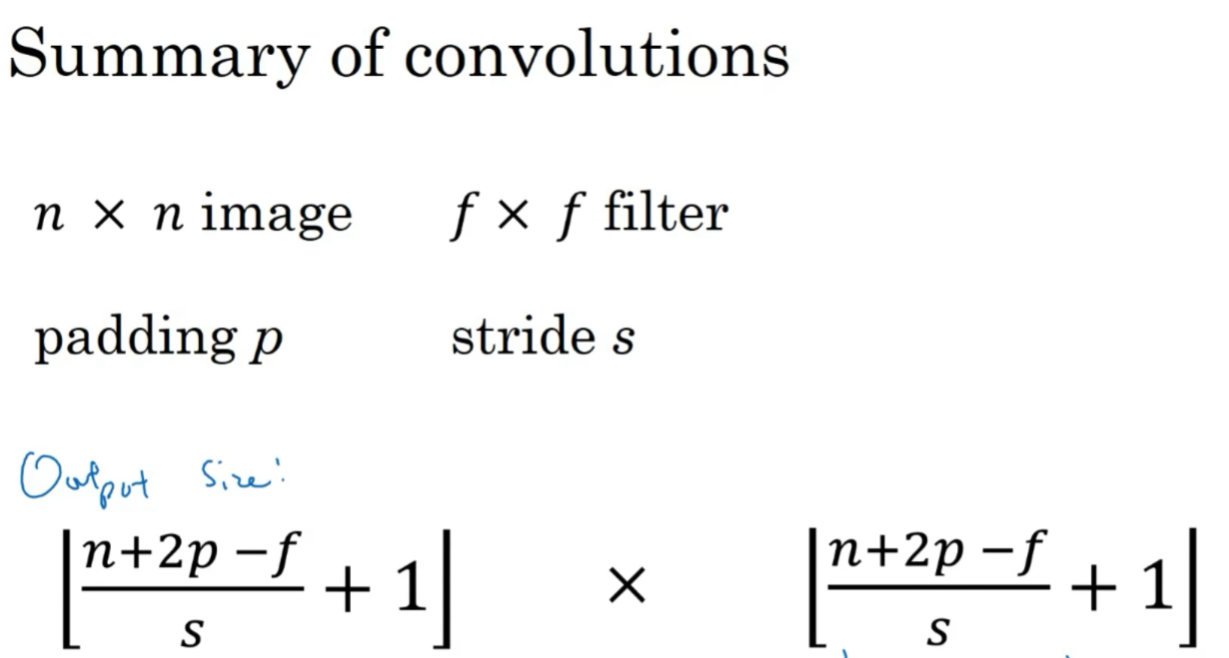 Summary of convolutions
n × n image f × f filter
padding p stride s
Output size:
⌊(n+2p −f)/s + 1⌋ × ⌊(n+2p −f)/s + 1⌋